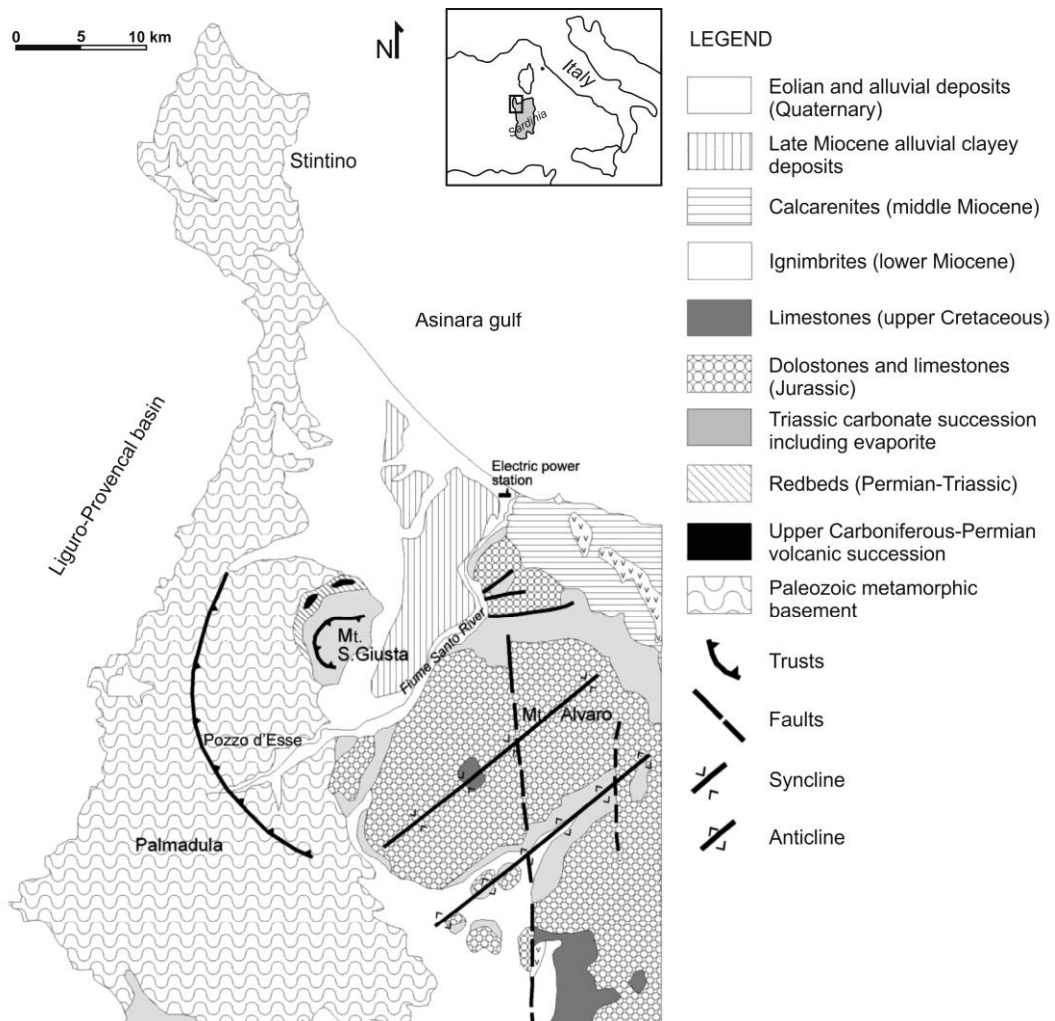 0 5 10 km
N
Italy
Sardinia
Stintino
Asinara gulf
Liguro-Provencal basin
Electric power
station
Mt.
S.Giusta
Fiume Santo River
Mt. Alvaro
Pozzo d'Esse
Palmadula
LEGEND
Eolian and alluvial deposits
(Quaternary)
Late Miocene alluvial clayey
deposits
Calcarenites (middle Miocene)
Ignimbrites (lower Miocene)
Limestones (upper Cretaceous)
Dolostones and limestones
(Jurassic)
Triassic carbonate succession
including evaporite
Redbeds (Permian-Triassic)
Upper Carboniferous-Permian
volcanic succession
Paleozoic metamorphic
basement
Trusts
Faults
Syncline
Anticline